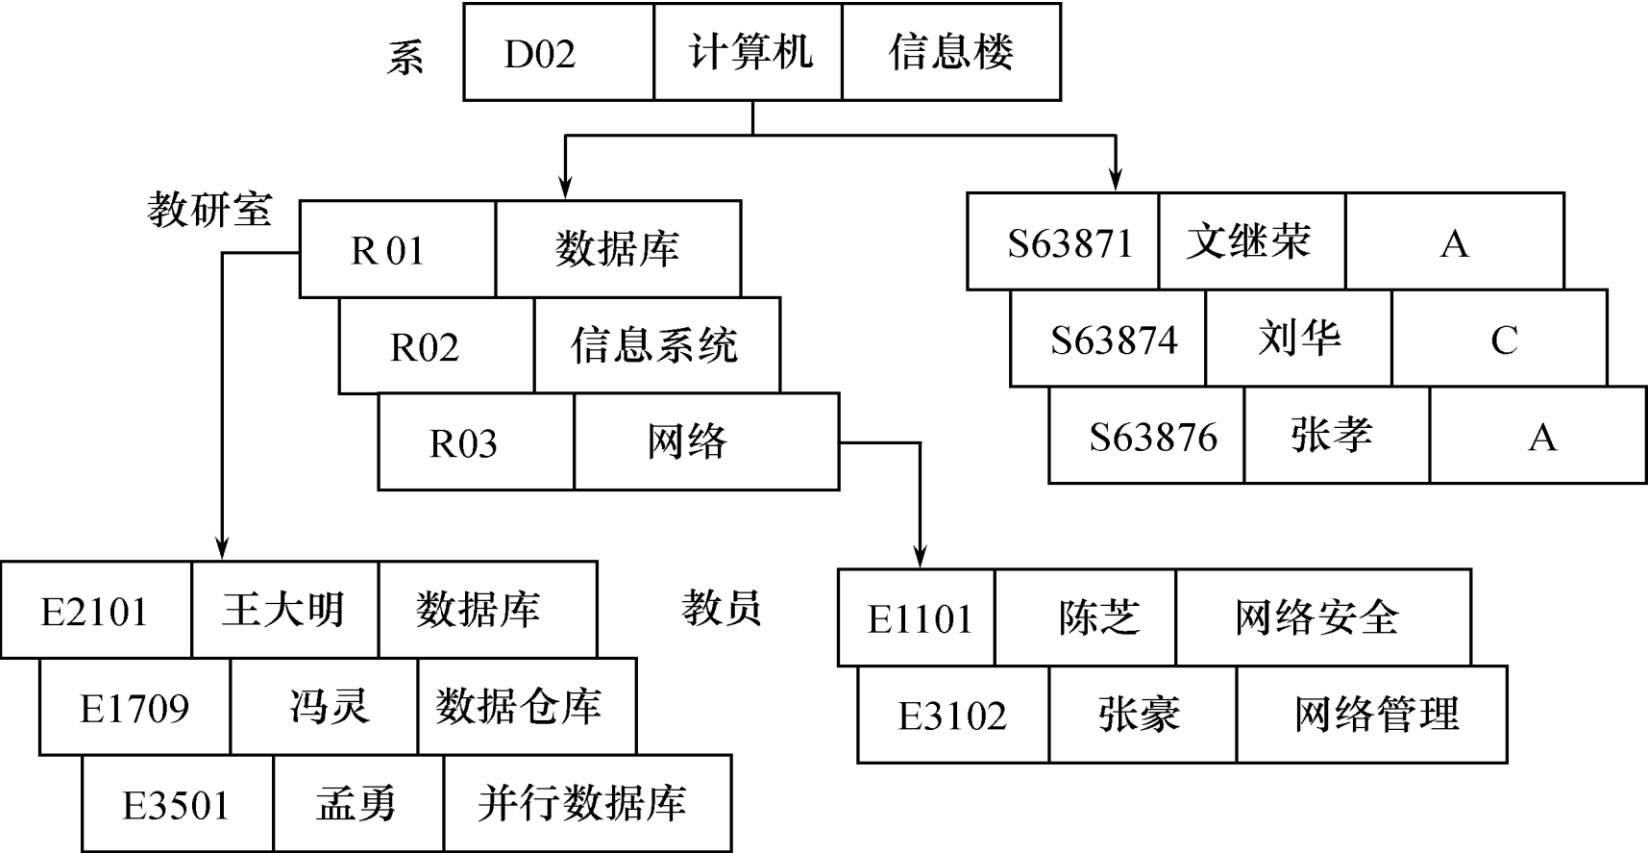 系 D02 计算机 信息楼
教研室 R 01 数据库
R02 信息系统
R03 网络
S63871 文继荣 A
S63874 刘华 C
S63876 张孝 A
E2101 王大明 数据库
E1709 冯灵 数据仓库
E3501 孟勇 并行数据库
教员 E1101 陈芝 网络安全
E3102 张豪 网络管理